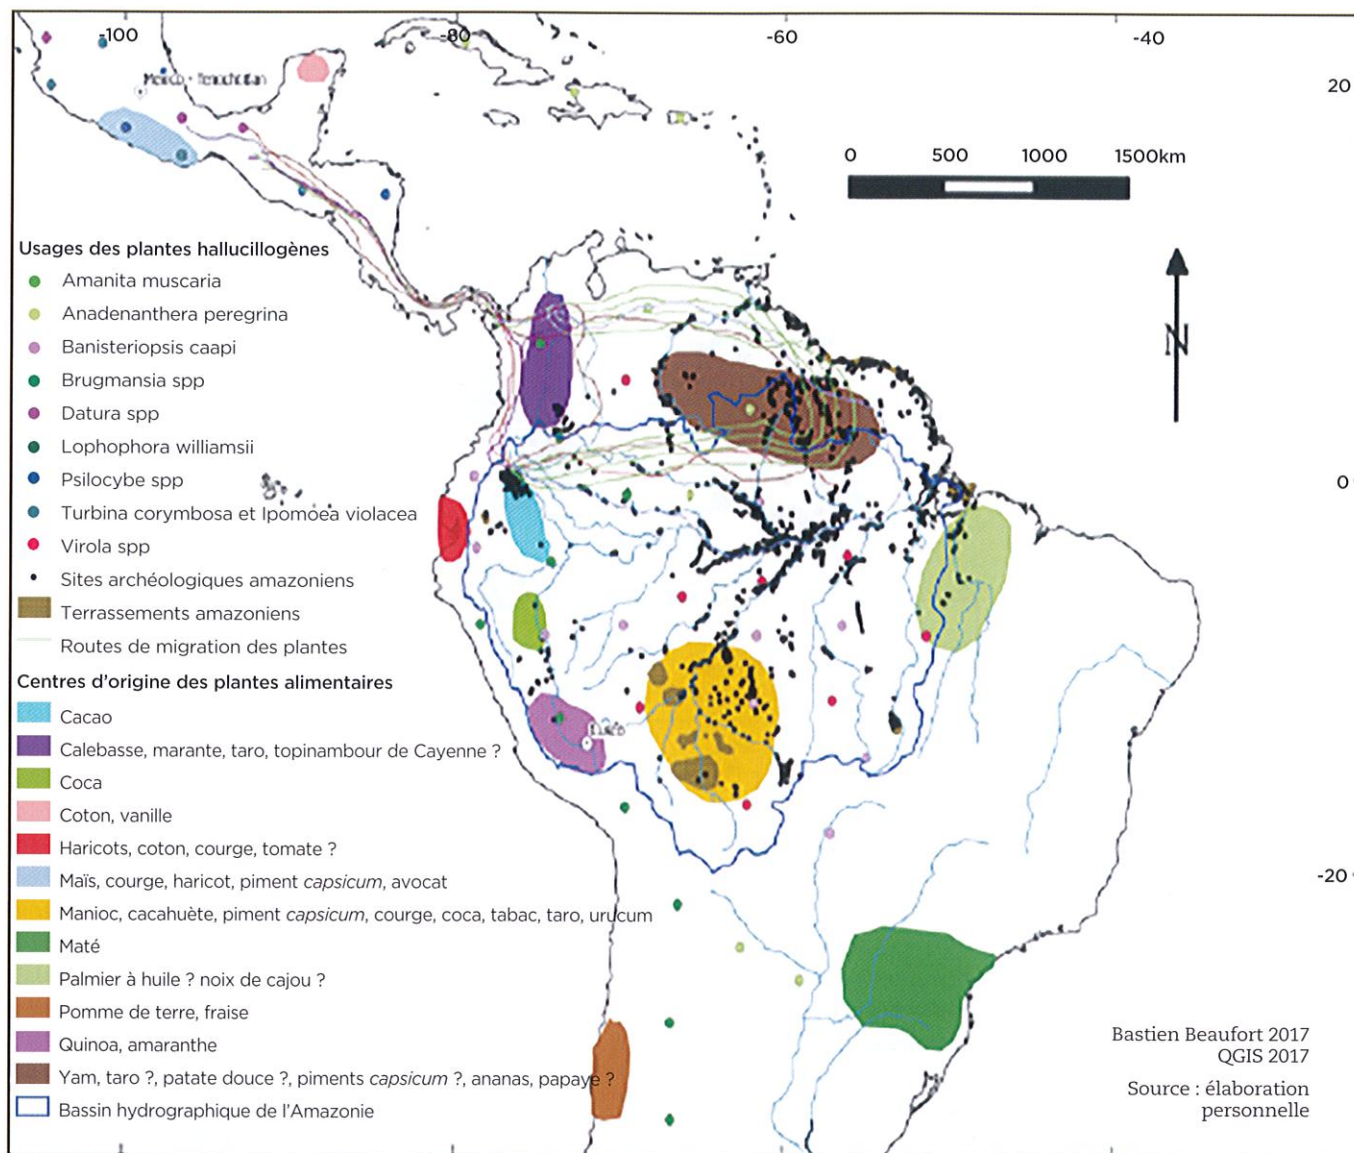 -100
-80
-60
-40
20
Mexico - Tenochtitlan
0 500 1000 1500km
N
Usages des plantes hallucillogènes
Amanita muscaria
Anadenanthera peregrina
Banisteriopsis caapi
Brugmansia spp
Datura spp
Lophophora williamsii
Psilocybe spp
0
Turbina corymbosa et Ipomoea violacea
Virola spp
Sites archéologiques amazoniens
Terrassements amazoniens
Routes de migration des plantes
Centres d'origine des plantes alimentaires
Cacao
Calebasse, marante, taro, topinambour de Cayenne ?
Coca
Coton, vanille
Haricots, coton, courge, tomate ?
Maïs, courge, haricot, piment capsicum, avocat
-20
Manioc, cacahuète, piment capsicum, courge, coca, tabac, taro, urucum
Maté
Palmier à huile ? noix de cajou ?
Pomme de terre, fraise
Quinoa, amaranthe
Yam, taro ?, patate douce ?, piments capsicum ?, ananas, papaye ?
Bassin hydrographique de l'Amazonie
Bastien Beaufort 2017
QGIS 2017
Source : élaboration
personnelle